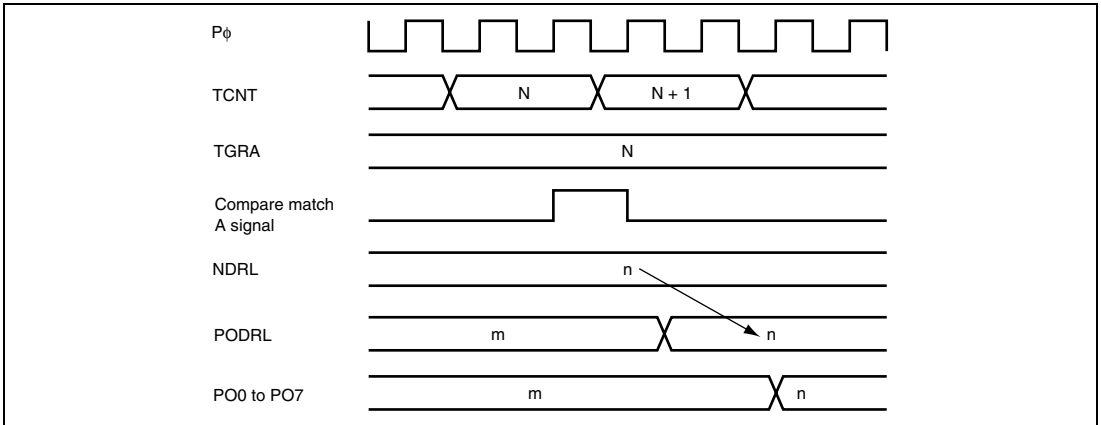 Pϕ
TCNT
N
N + 1
TGRA
N
Compare match
A signal
NDRL
n
PODRL
m
n
PO0 to PO7
m
n